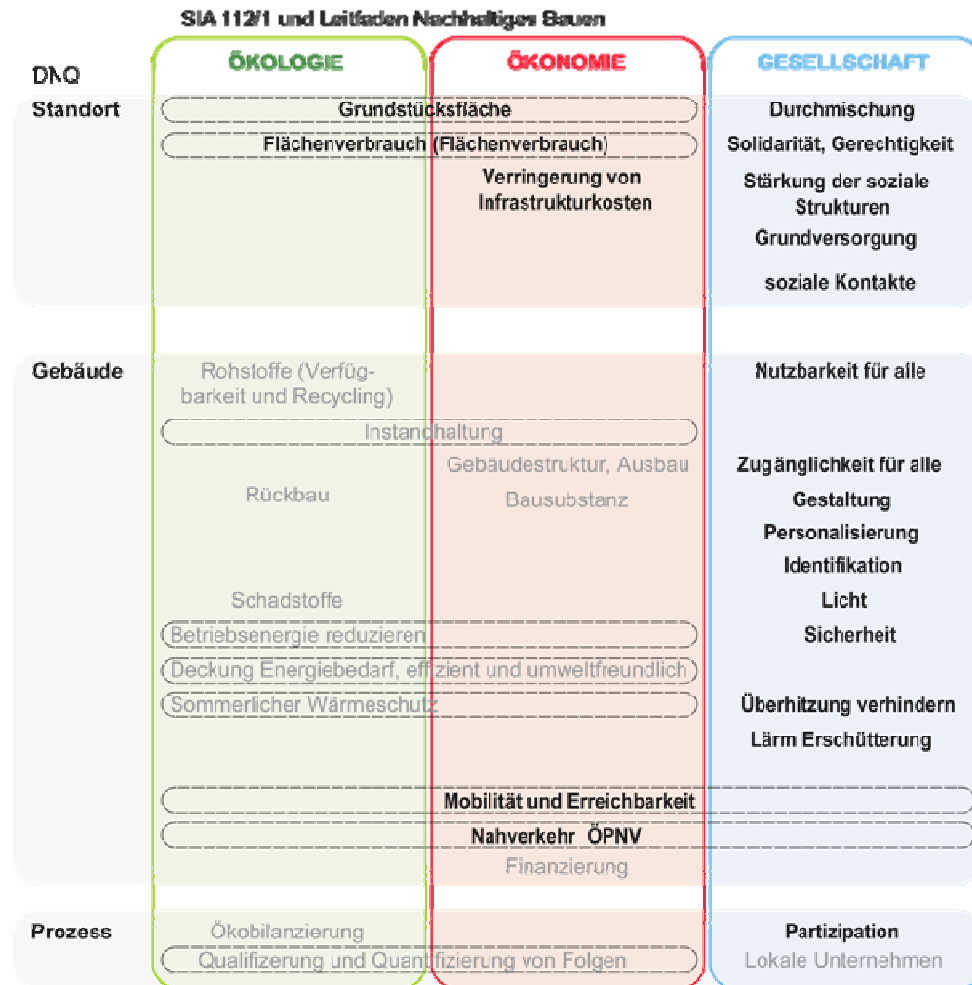 SIA 112/1 und Leitfaden Nachhaltiges Bauen
ÖKOLOGIE ÖKONOMIE GESELLSCHAFT
DNQ
Standort Grundstücksfläche Durchmischung
Flächenverbrauch (Flächenverbrauch) Solidarität, Gerechtigkeit
Verringerung von Stärkung der soziale
Infrastrukturkosten Strukturen
Grundversorgung
soziale Kontakte
Gebäude Rohstoffe (Verfüg- Nutzbarkeit für alle
barkeit und Recycling)
Instandhaltung
Gebäudestruktur, Ausbau Zugänglichkeit für alle
Rückbau Bausubstanz Gestaltung
Personalisierung
Identifikation
Schadstoffe Licht
Betriebsenergie reduzieren Sicherheit
Deckung Energiebedarf, effizient und umweltfreundlich
Sommerlicher Wärmeschutz Überhitzung verhindern
Lärm Erschütterung
Mobilität und Erreichbarkeit
Nahverkehr ÖPNV
Finanzierung
Prozess Ökobilanzierung Partizipation
Qualifizerung und Quantifizierung von Folgen Lokale Unternehmen